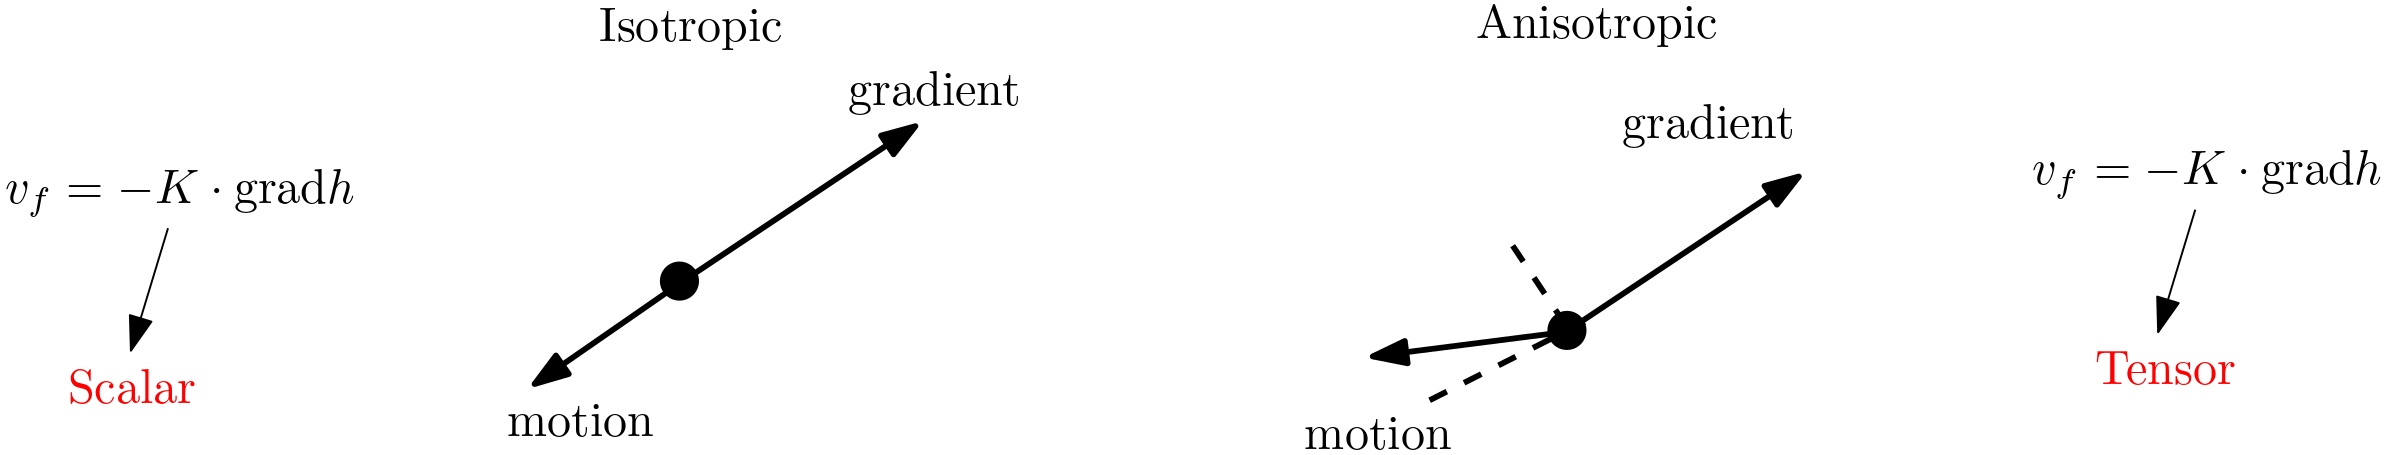 Isotropic
gradient
v_f = −K · gradh
Scalar
motion
Anisotropic
gradient
motion
v_f = −K · gradh
Tensor